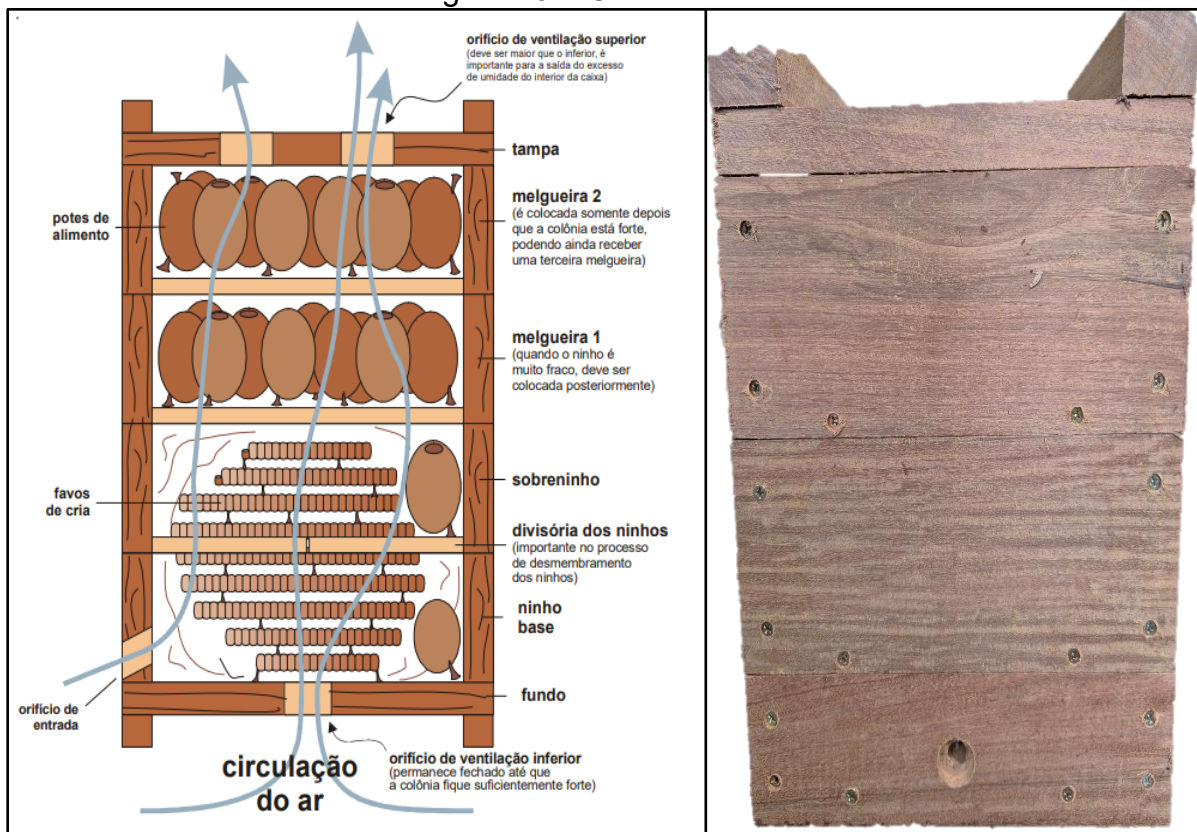 orifício de ventilação superior
(deve ser maior que o inferior, é
importante para a saída do excesso
de umidade do interior da caixa)
tampa
melgueira 2
(é colocada somente depois
que a colônia está forte,
podendo ainda receber
uma terceira melgueira)
potes de
alimento
melgueira 1
(quando o ninho é
muito fraco, deve ser
colocada posteriormente)
sobreninho
favos
de cria
divisória dos ninhos
(importante no processo
de desmembramento
dos ninhos)
ninho
base
fundo
orifício de
entrada
orifício de ventilação inferior
(permanece fechado até que
a colônia fique suficientemente forte)
circulação
do ar